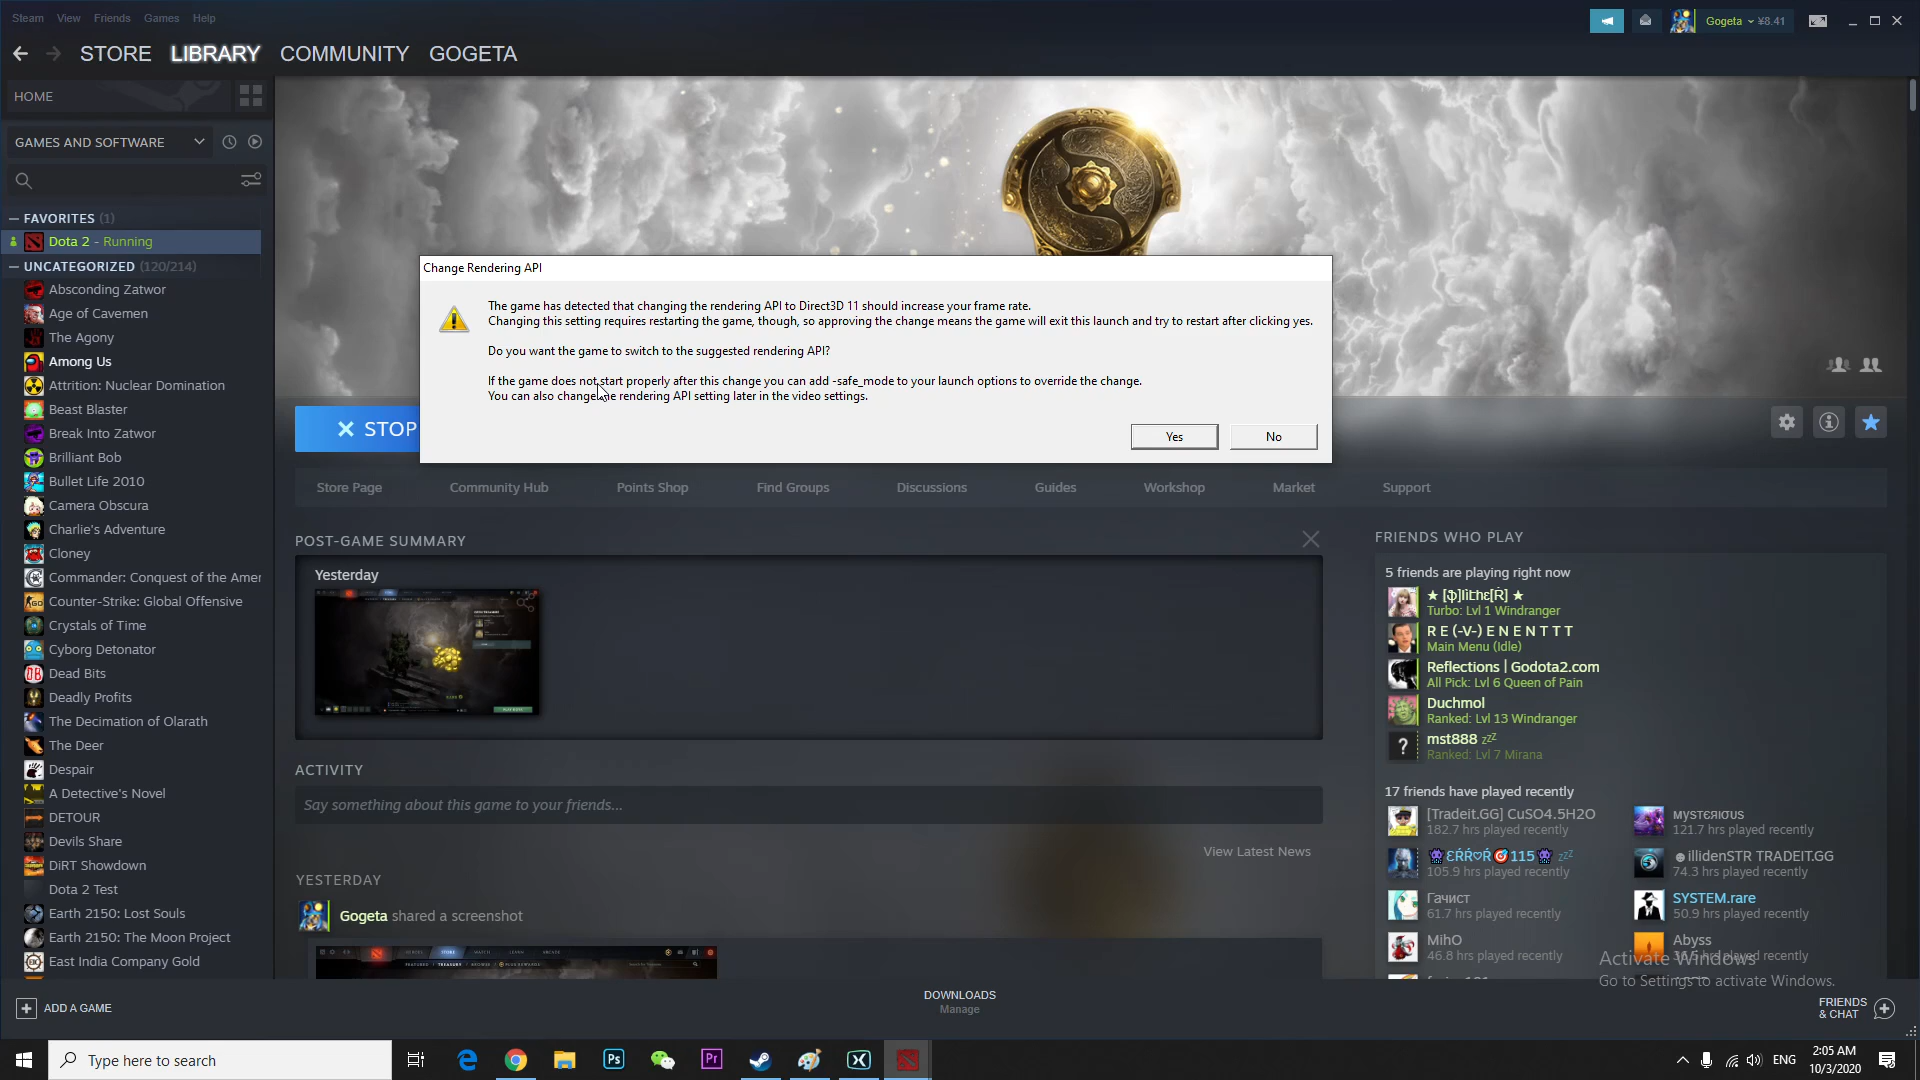 Steam View Friends Games Help
Gogeta ¥8.41
STORE LIBRARY COMMUNITY GOGETA
HOME
GAMES AND SOFTWARE
FAVORITES (1)
Dota 2 - Running
UNCATEGORIZED (120/214)
Absconding Zatwor
Age of Cavemen
The Agony
Among Us
Attrition: Nuclear Domination
Beast Blaster
Break Into Zatwor
Brilliant Bob
Bullet Life 2010
Camera Obscura
Charlie's Adventure
Cloney
Commander: Conquest of the Amer
Counter-Strike: Global Offensive
Crystals of Time
Cyborg Detonator
Dead Bits
Deadly Profits
The Decimation of Olarath
The Deer
Despair
A Detective's Novel
DETOUR
Devils Share
DiRT Showdown
Dota 2 Test
Earth 2150: Lost Souls
Earth 2150: The Moon Project
East India Company Gold
ADD A GAME
Change Rendering API
The game has detected that changing the rendering API to Direct3D 11 should increase your frame rate.
Changing this setting requires restarting the game, though, so approving the change means the game will exit this launch and try to restart after clicking yes.
Do you want the game to switch to the suggested rendering API?
If the game does not start properly after this change you can add -safe_mode to your launch options to override the change.
You can also change the rendering API setting later in the video settings.
Yes No
STOP
Store Page Community Hub Points Shop Find Groups Discussions Guides Workshop Market Support
POST-GAME SUMMARY
Yesterday
ACTIVITY
Say something about this game to your friends...
View Latest News
YESTERDAY
Gogeta shared a screenshot
FRIENDS WHO PLAY
5 friends are playing right now
Turbo: Lvl 1 Windranger
R E (-V-) E N E N T T T
Main Menu (Idle)
Reflections | Godota2.com
All Pick: Lvl 6 Queen of Pain
Duchmol
Ranked: Lvl 13 Windranger
mst888 zzZ
Ranked: Lvl 7 Mirana
17 friends have played recently
[Tradeit.GG] CuSO4.5H2O
182.7 hrs played recently
121.7 hrs played recently
115 zzZ
105.9 hrs played recently
illidenSTR TRADEIT.GG
74.3 hrs played recently
Гачист
61.7 hrs played recently
SYSTEM.rare
50.9 hrs played recently
MihO
46.8 hrs played recently
Abyss
played recently
Activate Windows
Go to Settings to activate Windows.
DOWNLOADS
Manage
FRIENDS
& CHAT
Type here to search
Ps
Pr
ENG
2:05 AM
10/3/2020